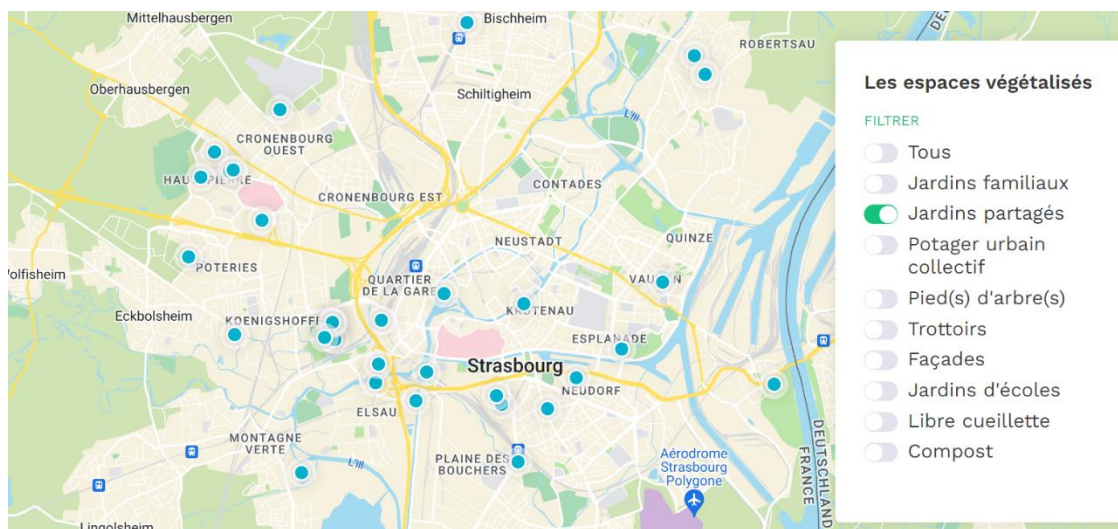 Mittelhausbergen
Bischheim
ROBERTSAU
Oberhausbergen
Schiltigheim
L'Ill
CRONENBOURG
OUEST
CRONENBOURG EST
CONTADES
NEUSTADT
QUINZE
POTERIES
QUARTIER
DE LA GARE
Eckbolsheim
ESPLANADE
Strasbourg
NEUDORF
ELSAU
MONTAGNE
VERTE
L'Ill
PLAINE DES
BOUCHERS
Aérodrome
Strasbourg
Polygone
Lingolsheim
DEUTSCHLAND
FRANCE
Les espaces végétalisés
FILTRER
Tous
Jardins familiaux
Jardins partagés
Potager urbain
collectif
Pied(s) d'arbre(s)
Trottoirs
Façades
Jardins d'écoles
Libre cueillette
Compost